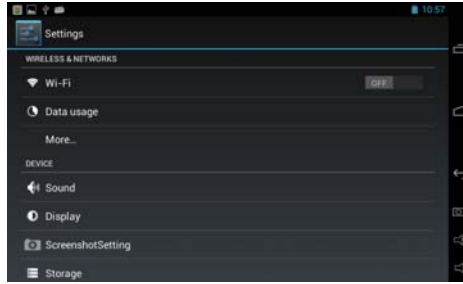 10:57
Settings
WIRELESS & NETWORKS
Wi-Fi
OFF
Data usage
More...
DEVICE
Sound
Display
ScreenshotSetting
Storage